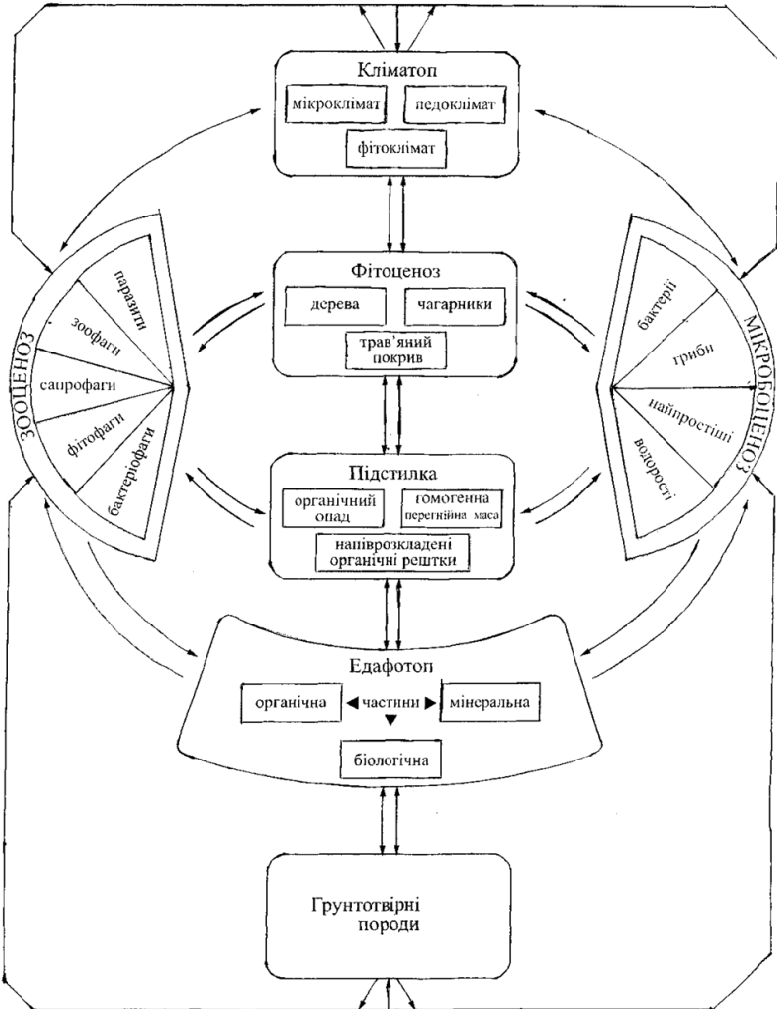 Кліматоп
мікроклімат
педоклімат
фітоклімат
Фітоценоз
дерева
чагарники
трав’яний
покрив
ЗООЦЕНОЗ
паразити
зоофаги
сапрофаги
фітофаги
бактеріофаги
МІКРОБОЦЕНОЗ
бактерії
гриби
найпростіші
водорості
Підстилка
органічний
опад
гомогенна
перегнійна маса
напіврозкладені
органічні рештки
Едафотоп
органічна
частини
мінеральна
біологічна
Грунтотвірні
породи